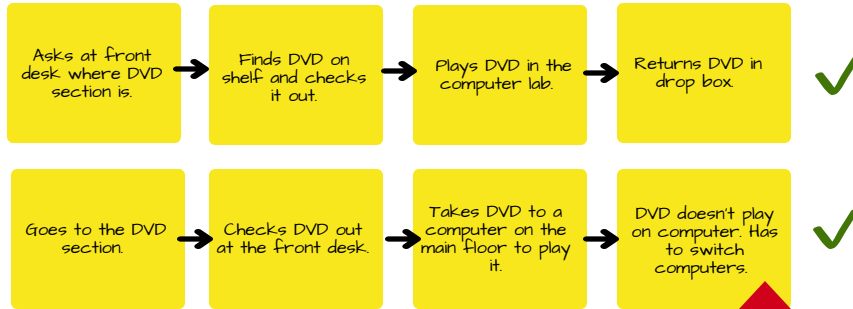 Asks at front
desk where DVD
section is.
Finds DVD on
shelf and checks
it out.
Plays DVD in the
computer lab.
Returns DVD in
drop box.
Goes to the DVD
section.
Checks DVD out
at the front desk.
Takes DVD to a
computer on the
main floor to play
it.
DVD doesn't play
on computer. Has
to switch
computers.